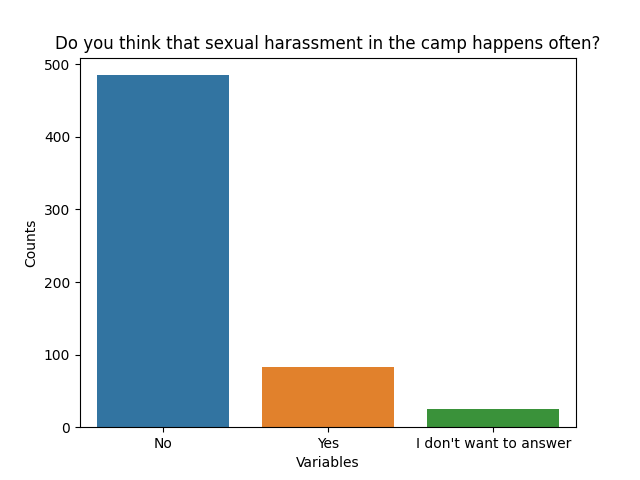 Do you think that sexual harassment in the camp happens often?
500
400
300
200
100
0
Counts
No
Yes
I don't want to answer
Variables